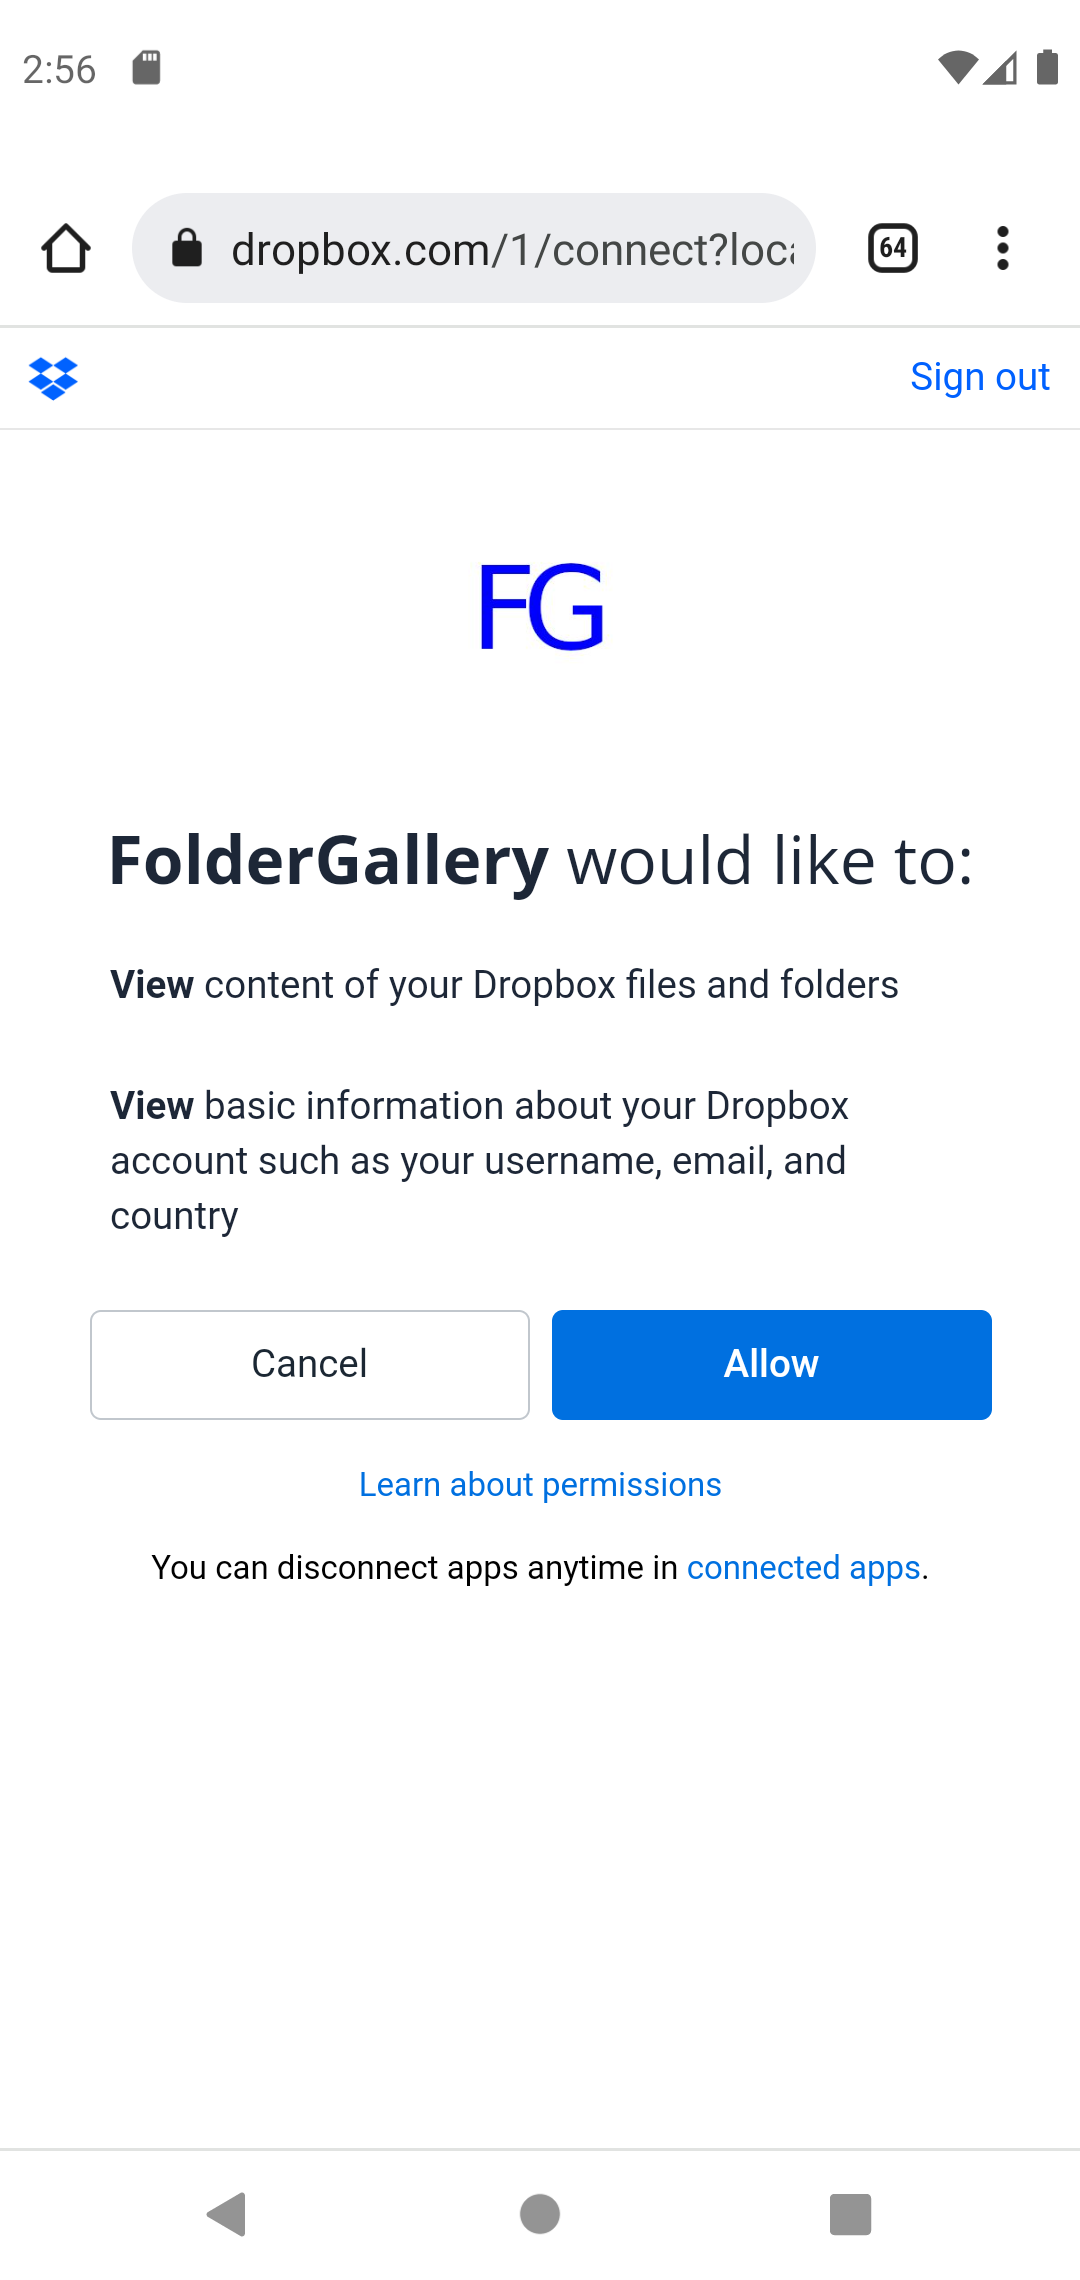 2:56
dropbox.com/1/connect?loca
64
Sign out
FG
FolderGallery would like to:
View content of your Dropbox files and folders
View basic information about your Dropbox
account such as your username, email, and
country
Cancel
Allow
Learn about permissions
You can disconnect apps anytime in connected apps.